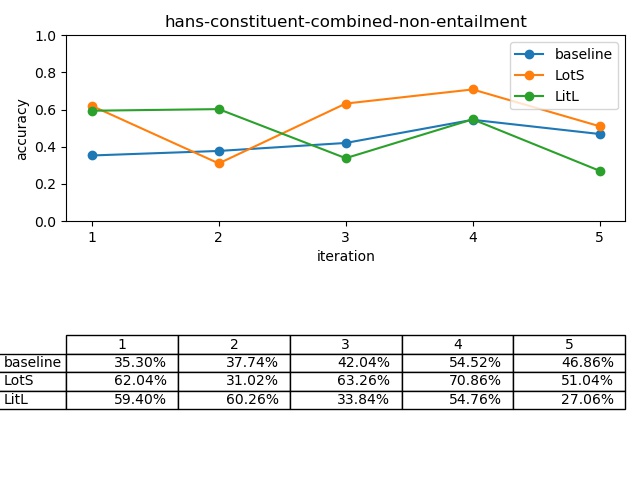 hans-constituent-combined-non-entailment
1.0
0.8
0.6
0.4
0.2
0.0
accuracy
baseline
LotS
LitL
1 2 3 4 5
iteration
1 2 3 4 5
baseline 35.30% 37.74% 42.04% 54.52% 46.86%
LotS 62.04% 31.02% 63.26% 70.86% 51.04%
LitL 59.40% 60.26% 33.84% 54.76% 27.06%